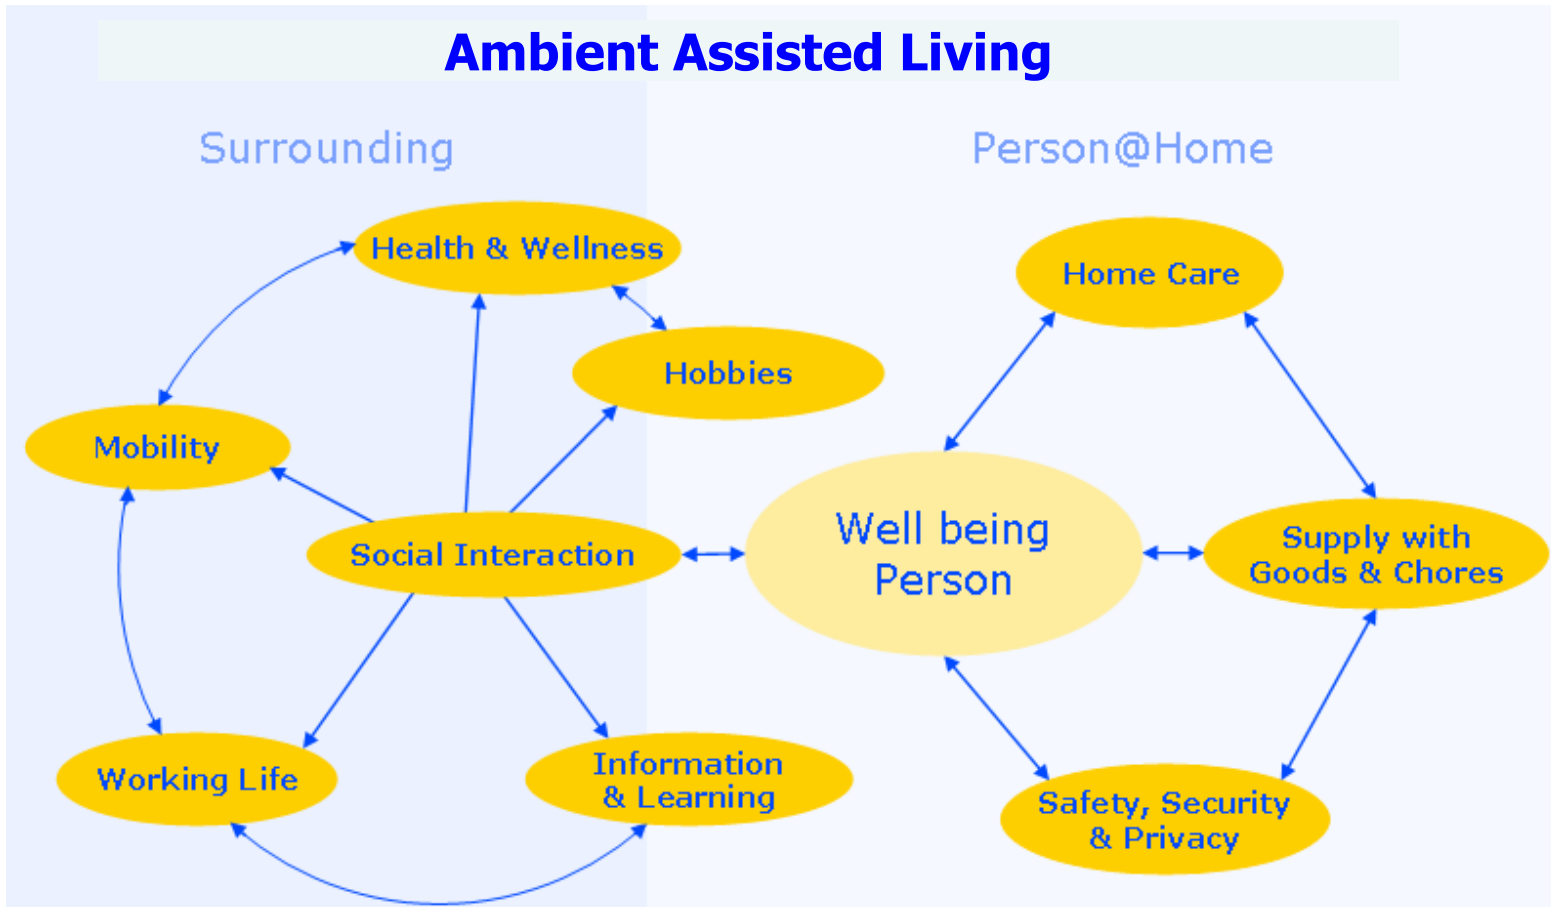 Ambient Assisted Living
Surrounding
Person@Home
Health & Wellness
Home Care
Hobbies
Mobility
Social Interaction
Well being
Person
Supply with
Goods & Chores
Working Life
Information
& Learning
Safety, Security
& Privacy